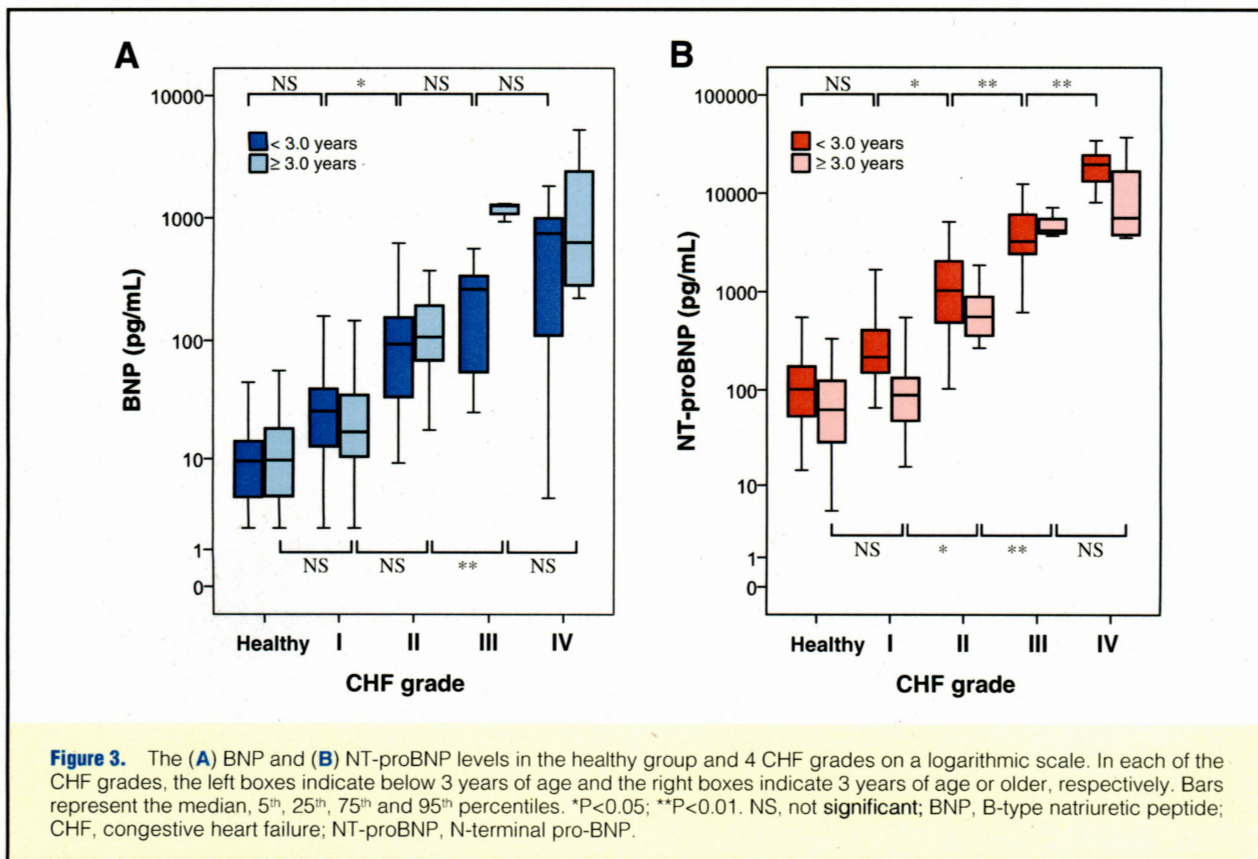 A
NS * NS NS
10000
1000
100
10
1
0
BNP (pg/mL)
< 3.0 years
≥ 3.0 years
NS NS ** NS
Healthy I II III IV
CHF grade
B
NS * ** **
100000
10000
1000
100
10
1
0
NT-proBNP (pg/mL)
< 3.0 years
≥ 3.0 years
NS * ** NS
Healthy I II III IV
CHF grade
Figure 3. The (A) BNP and (B) NT-proBNP levels in the healthy group and 4 CHF grades on a logarithmic scale. In each of the
CHF grades, the left boxes indicate below 3 years of age and the right boxes indicate 3 years of age or older, respectively. Bars
represent the median, 5th, 25th, 75th and 95th percentiles. *P<0.05; **P<0.01. NS, not significant; BNP, B-type natriuretic peptide;
CHF, congestive heart failure; NT-proBNP, N-terminal pro-BNP.